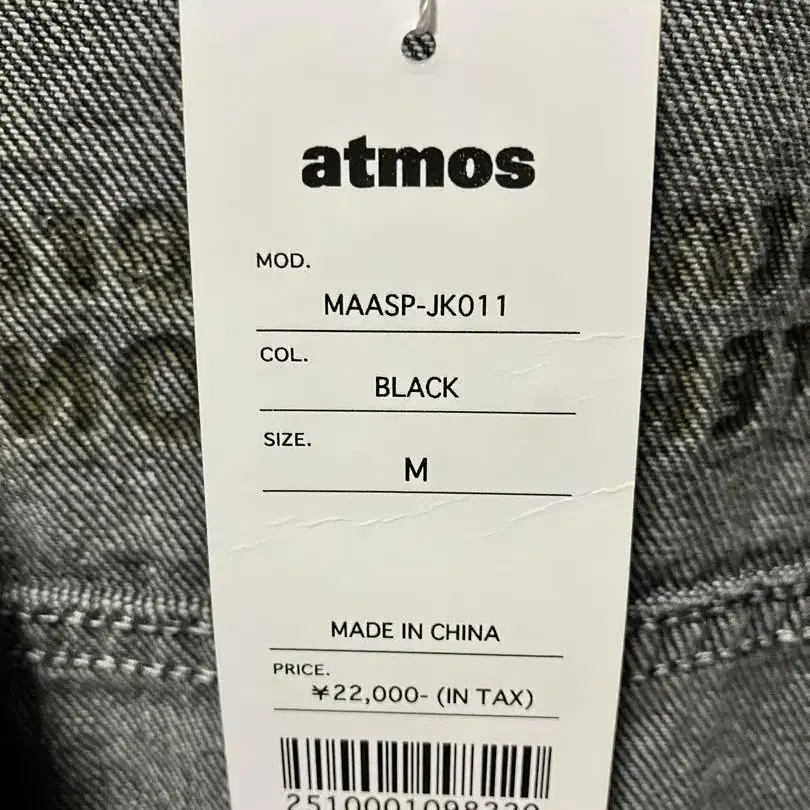 atmos
MOD.
MAASP-JK011
COL.
BLACK
SIZE.
M
MADE IN CHINA
PRICE.
¥22,000- (IN TAX)